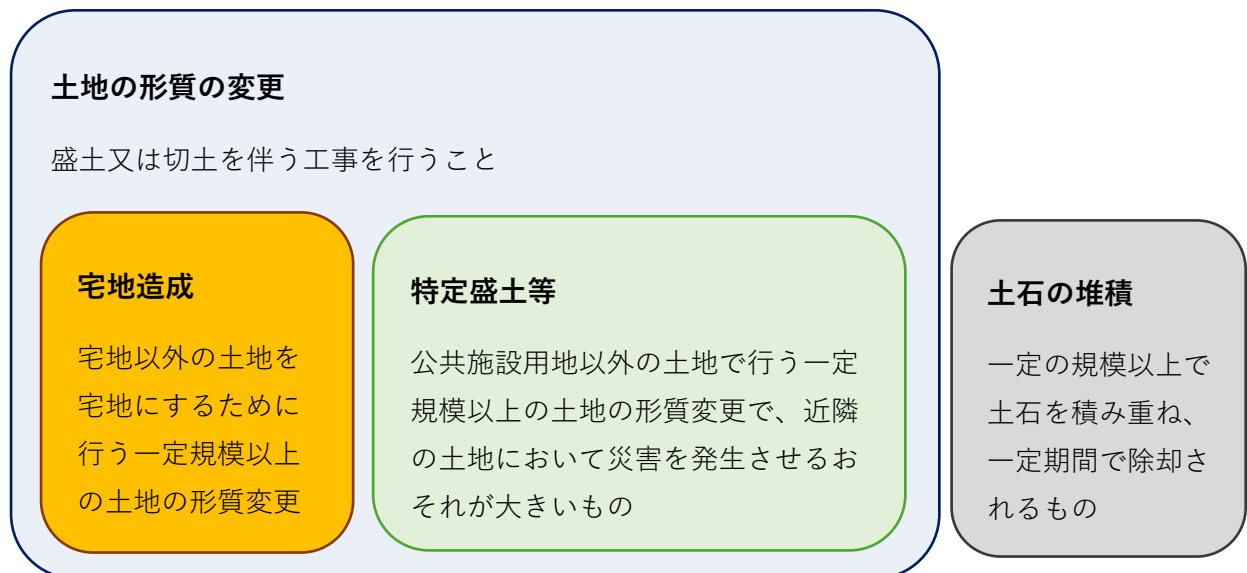 土地の形質の変更
盛土又は切土を伴う工事を行うこと
宅地造成
宅地以外の土地を
宅地にするために
行う一定規模以上
の土地の形質変更
特定盛土等
公共施設用地以外の土地で行う一定
規模以上の土地の形質変更で、近隣
の土地において災害を発生させるお
それが大きいもの
土石の堆積
一定の規模以上で
土石を積み重ね、
一定期間で除却さ
れるもの